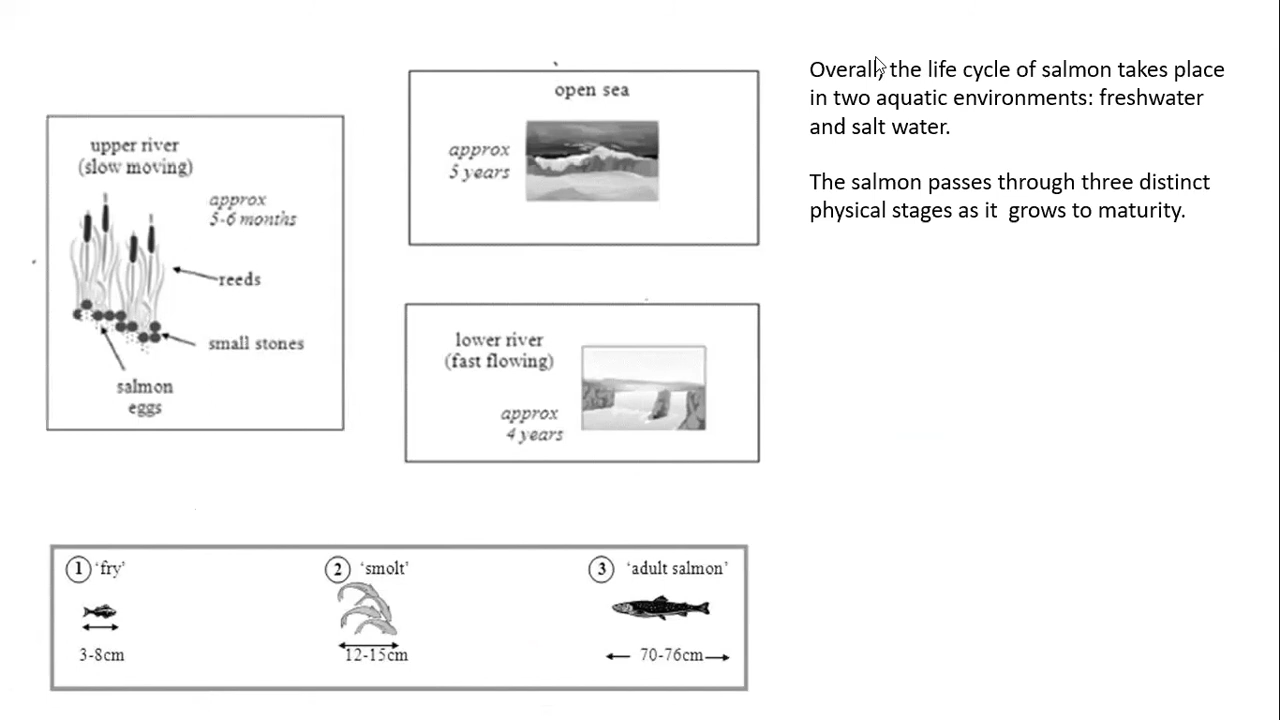 upper river
(slow moving)
approx
5-6 months
reeds
small stones
salmon
eggs
open sea
approx
5 years
lower river
(fast flowing)
approx
4 years
1 'fry'
3-8cm
2 'smolt'
12-15cm
3 'adult salmon'
70-76cm
Overall, the life cycle of salmon takes place
in two aquatic environments: freshwater
and salt water.
The salmon passes through three distinct
physical stages as it grows to maturity.